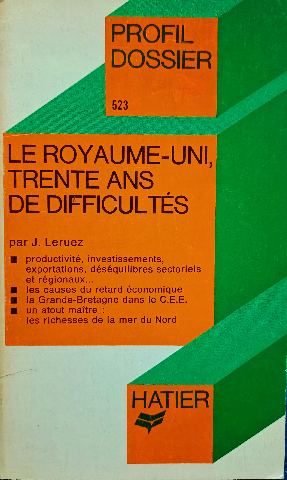 PROFIL
DOSSIER
523
LE ROYAUME-UNI,
TRENTE ANS
DE DIFFICULTÉS
par J. Leruez
■ productivité, investissements,
exportations, déséquilibres sectoriels
et régionaux...
■ les causes du retard économique
■ la Grande-Bretagne dans le C.E.E.
■ un atout maître :
les richesses de la mer du Nord
HATIER